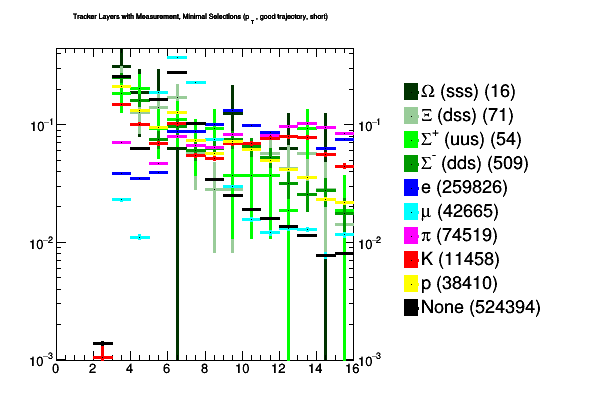 Tracker Layers with Measurement, Minimal Selections (p_T, good trajectory, short)
10⁻¹
10⁻²
10⁻³
10⁻¹
10⁻²
10⁻³
0 2 4 6 8 10 12 14 16
Ω (sss) (16)
Ξ (dss) (71)
Σ⁺ (uus) (54)
Σ⁻ (dds) (509)
e (259826)
μ (42665)
π (74519)
K (11458)
p (38410)
None (524394)